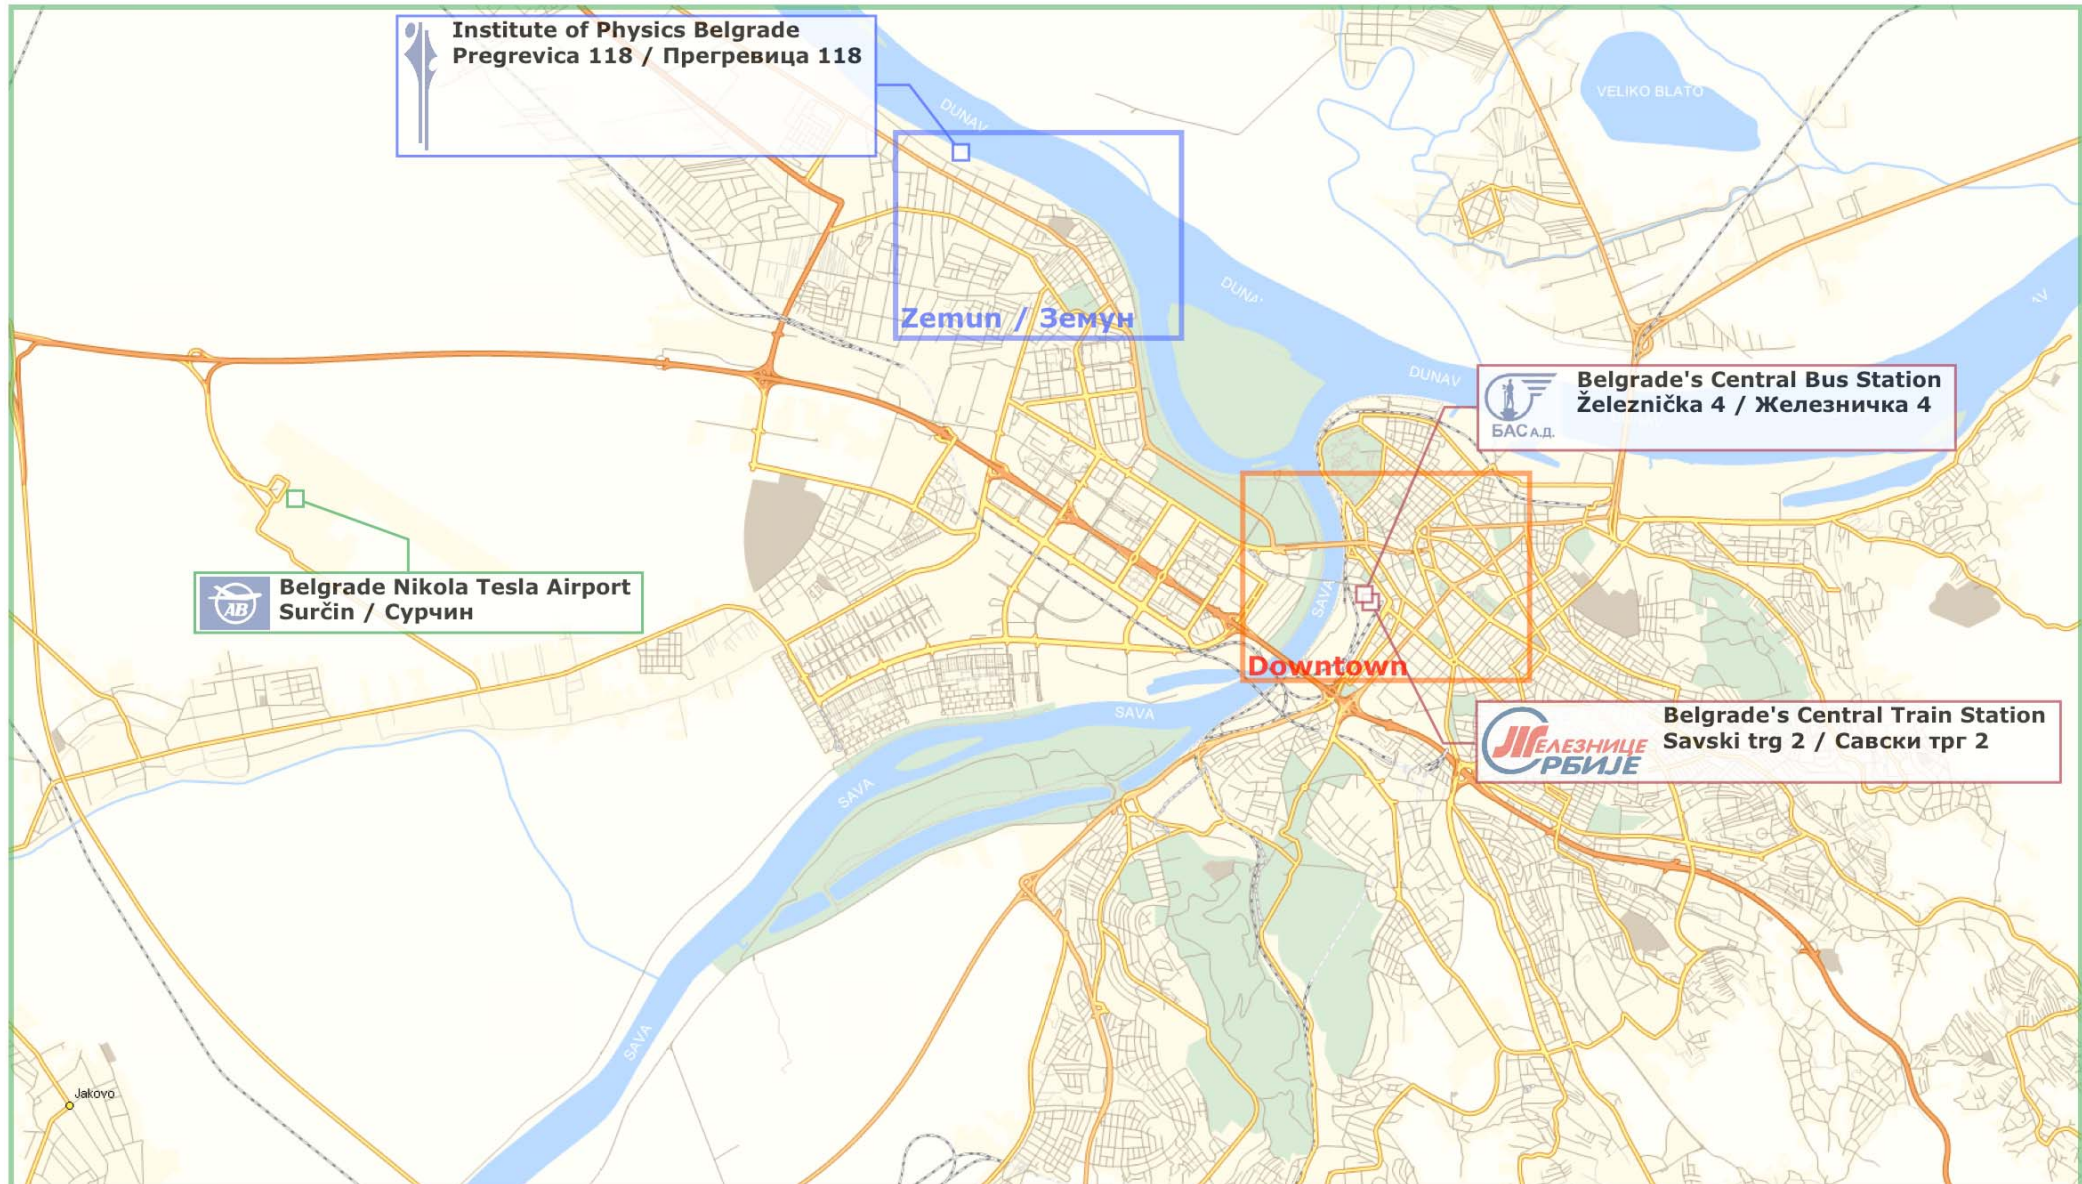 Institute of Physics Belgrade
Pregrevica 118 / Прегревица 118
DUNAV
VELIKO BLATO
Zemun / Земун
DUNAV
DUNAV
Belgrade's Central Bus Station
Železnička 4 / Железничка 4
БАС А.Д.
Belgrade Nikola Tesla Airport
Surčin / Сурчин
AB
SAVA
Downtown
SAVA
Belgrade's Central Train Station
Savski trg 2 / Савски трг 2
ЖЕЛЕЗНИЦЕ
СРБИЈЕ
SAVA
SAVA
Jakovo